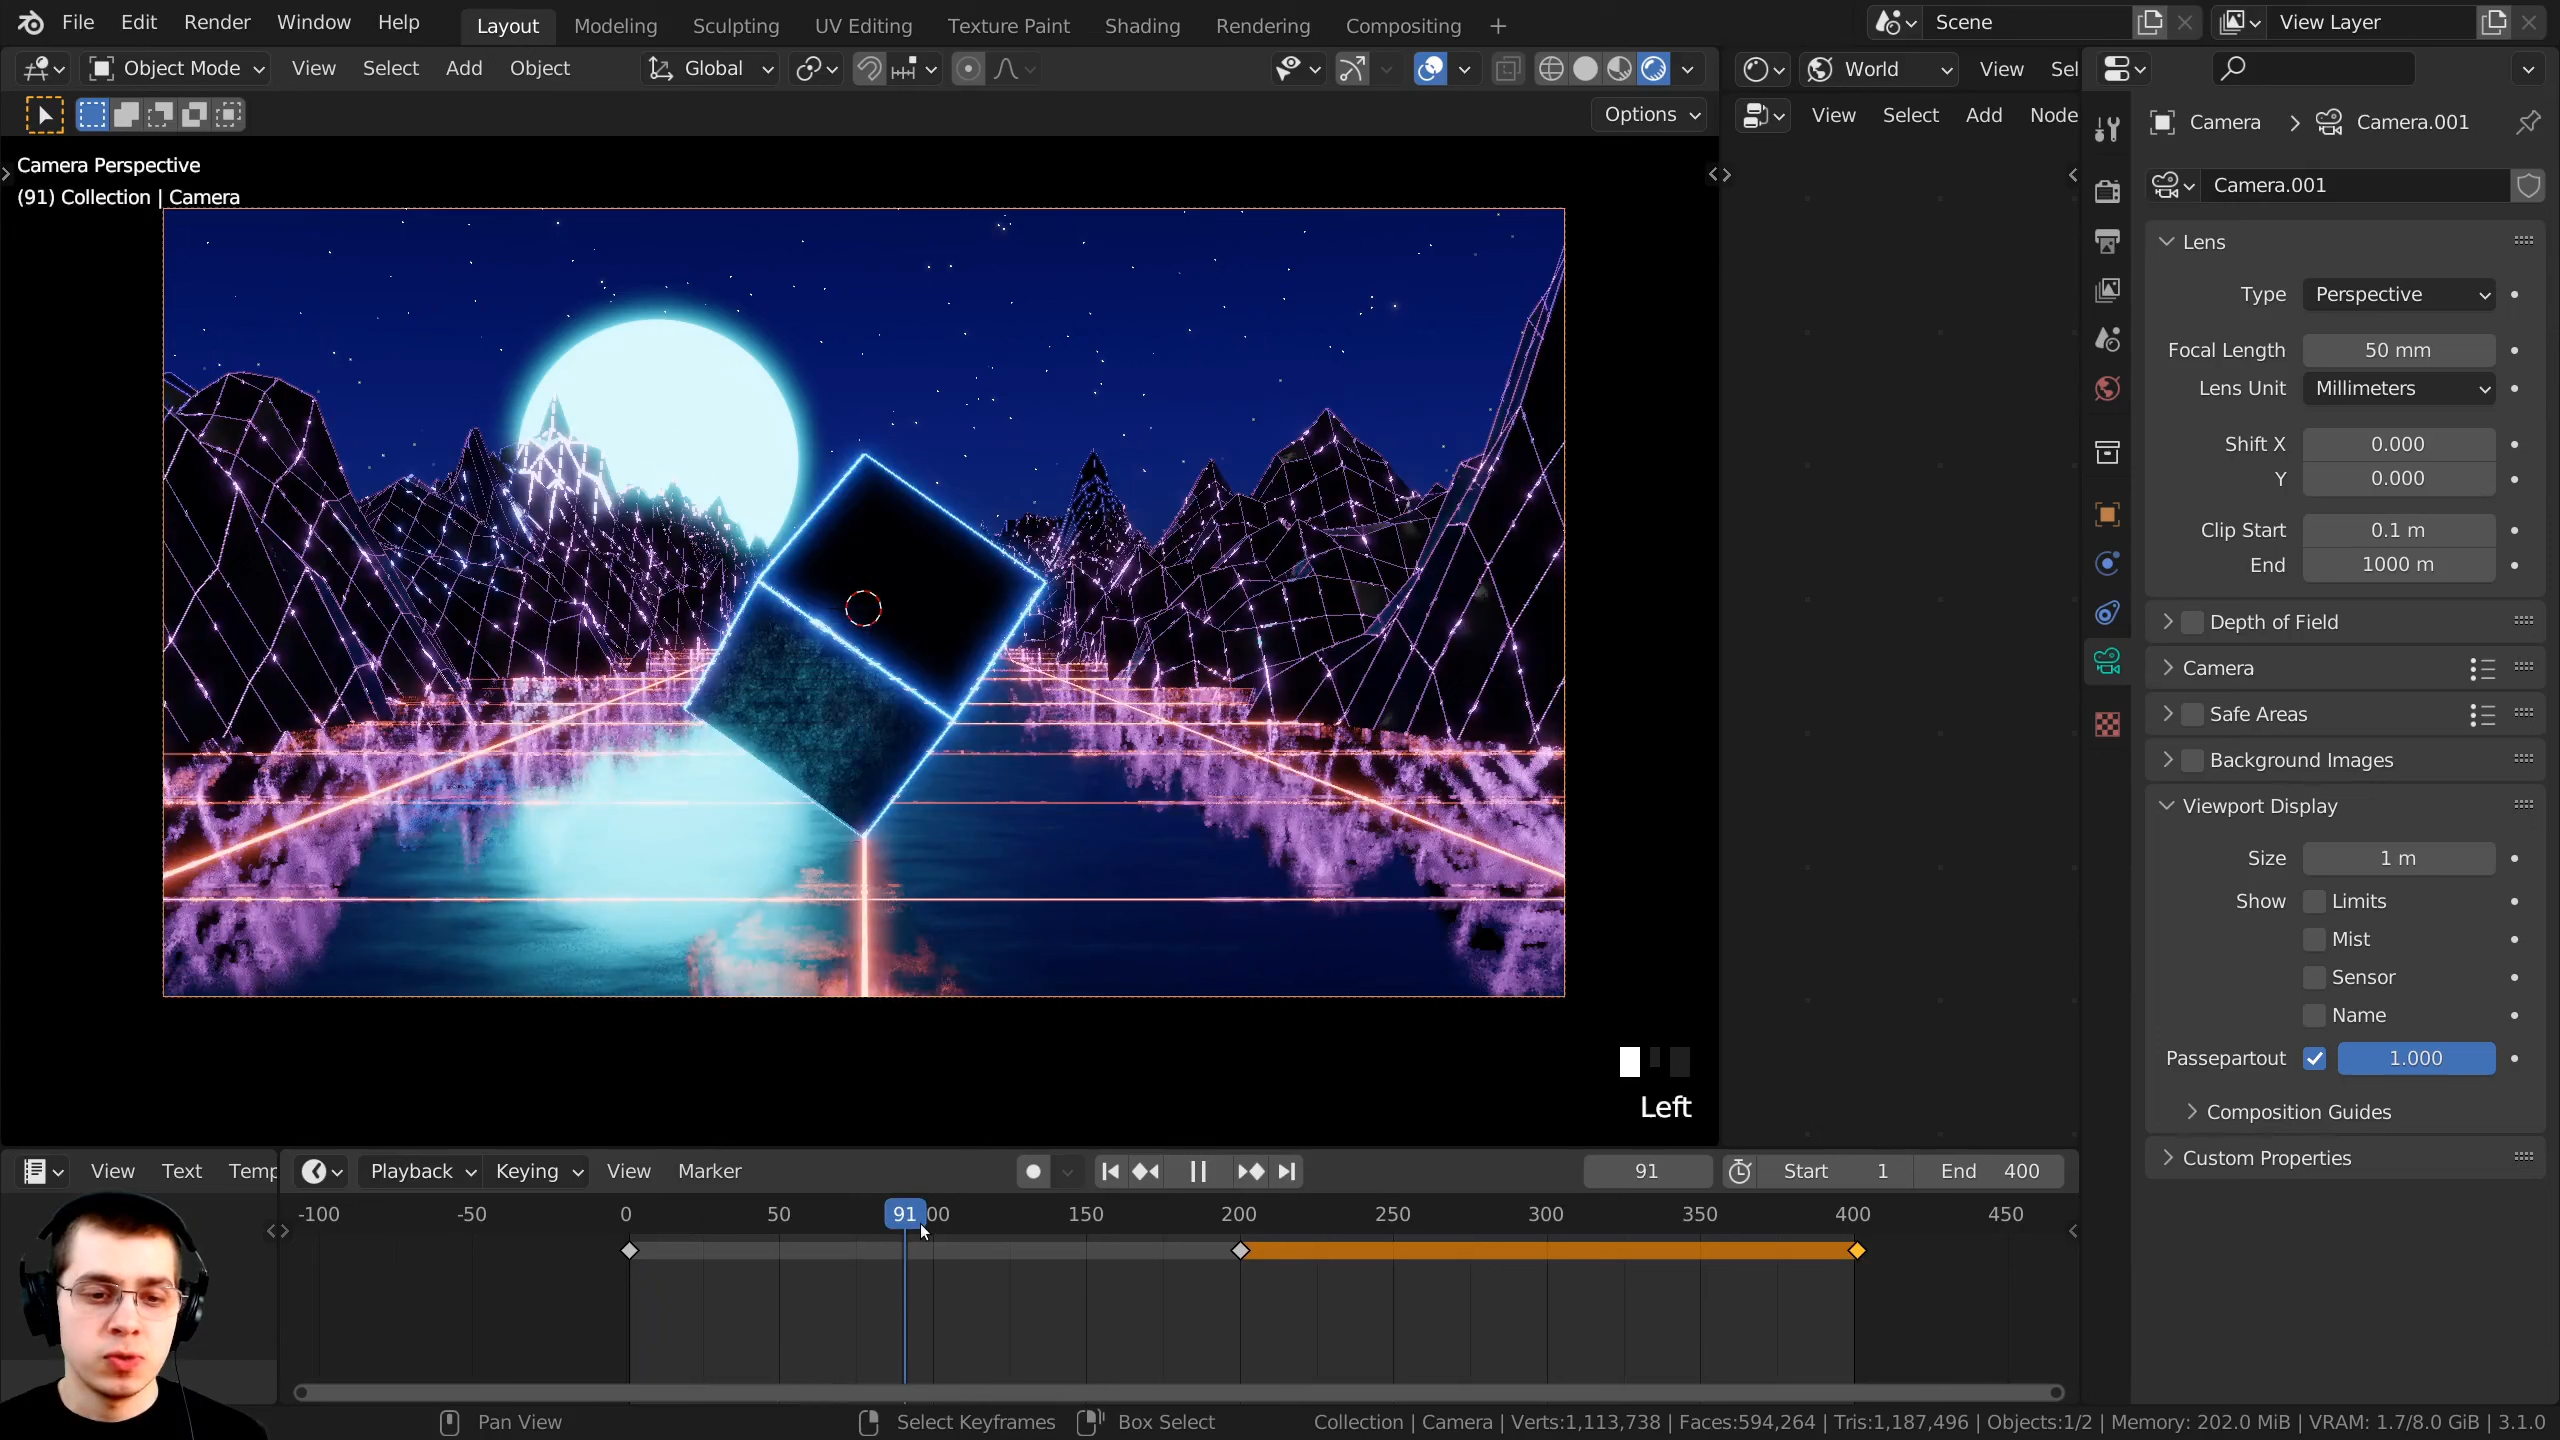 File Edit Render Window Help Layout Modeling Sculpting UV Editing Texture Paint Shading Rendering Compositing + Scene View Layer
Object Mode View Select Add Object Global World View Sel
Options View Select Add Node Camera > Camera.001
Camera Perspective
(91) Collection | Camera
Camera.001
Lens
Type Perspective
Focal Length 50 mm
Lens Unit Millimeters
Shift X 0.000
Y 0.000
Clip Start 0.1 m
End 1000 m
Depth of Field
Camera
Safe Areas
Background Images
Viewport Display
Size 1 m
Show Limits
Mist
Sensor
Name
Passepartout 1.000
Composition Guides
Custom Properties
Left
View Text Temp Playback Keying View Marker 91 Start 1 End 400
-100 -50 0 50 91 00 150 200 250 300 350 400 450
Pan View Select Keyframes Box Select Collection | Camera | Verts:1,113,738 | Faces:594,264 | Tris:1,187,496 | Objects:1/2 | Memory: 202.0 MiB | VRAM: 1.7/8.0 GiB | 3.1.0